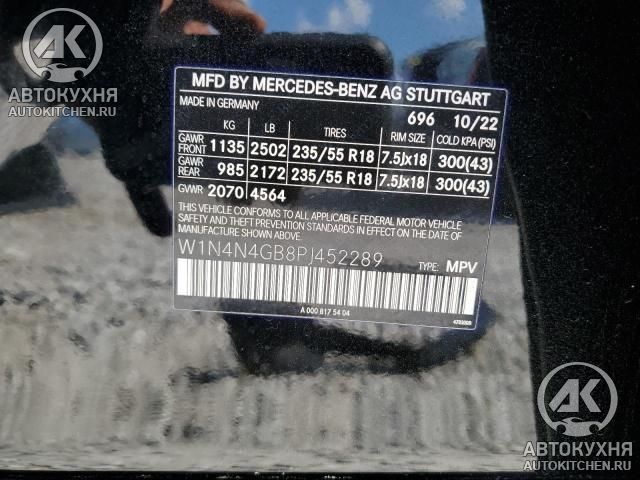 AK
АВТОКУХНЯ
AUTOKITCHEN.RU
MFD BY MERCEDES-BENZ AG STUTTGART
MADE IN GERMANY 696 10/22
KG LB TIRES RIM SIZE COLD KPA(PSI)
GAWR FRONT 1135 2502 235/55 R18 7.5Jx18 300(43)
GAWR REAR 985 2172 235/55 R18 7.5Jx18 300(43)
GVWR 2070 4564
THIS VEHICLE CONFORMS TO ALL APPLICABLE FEDERAL MOTOR VEHICLE
SAFETY AND THEFT PREVENTION STANDARDS IN EFFECT ON THE DATE OF
MANUFACTURE SHOWN ABOVE.
W1N4N4GB8PJ452289 TYPE: MPV
A 000 817 54 04
AK
АВТОКУХНЯ
AUTOKITCHEN.RU